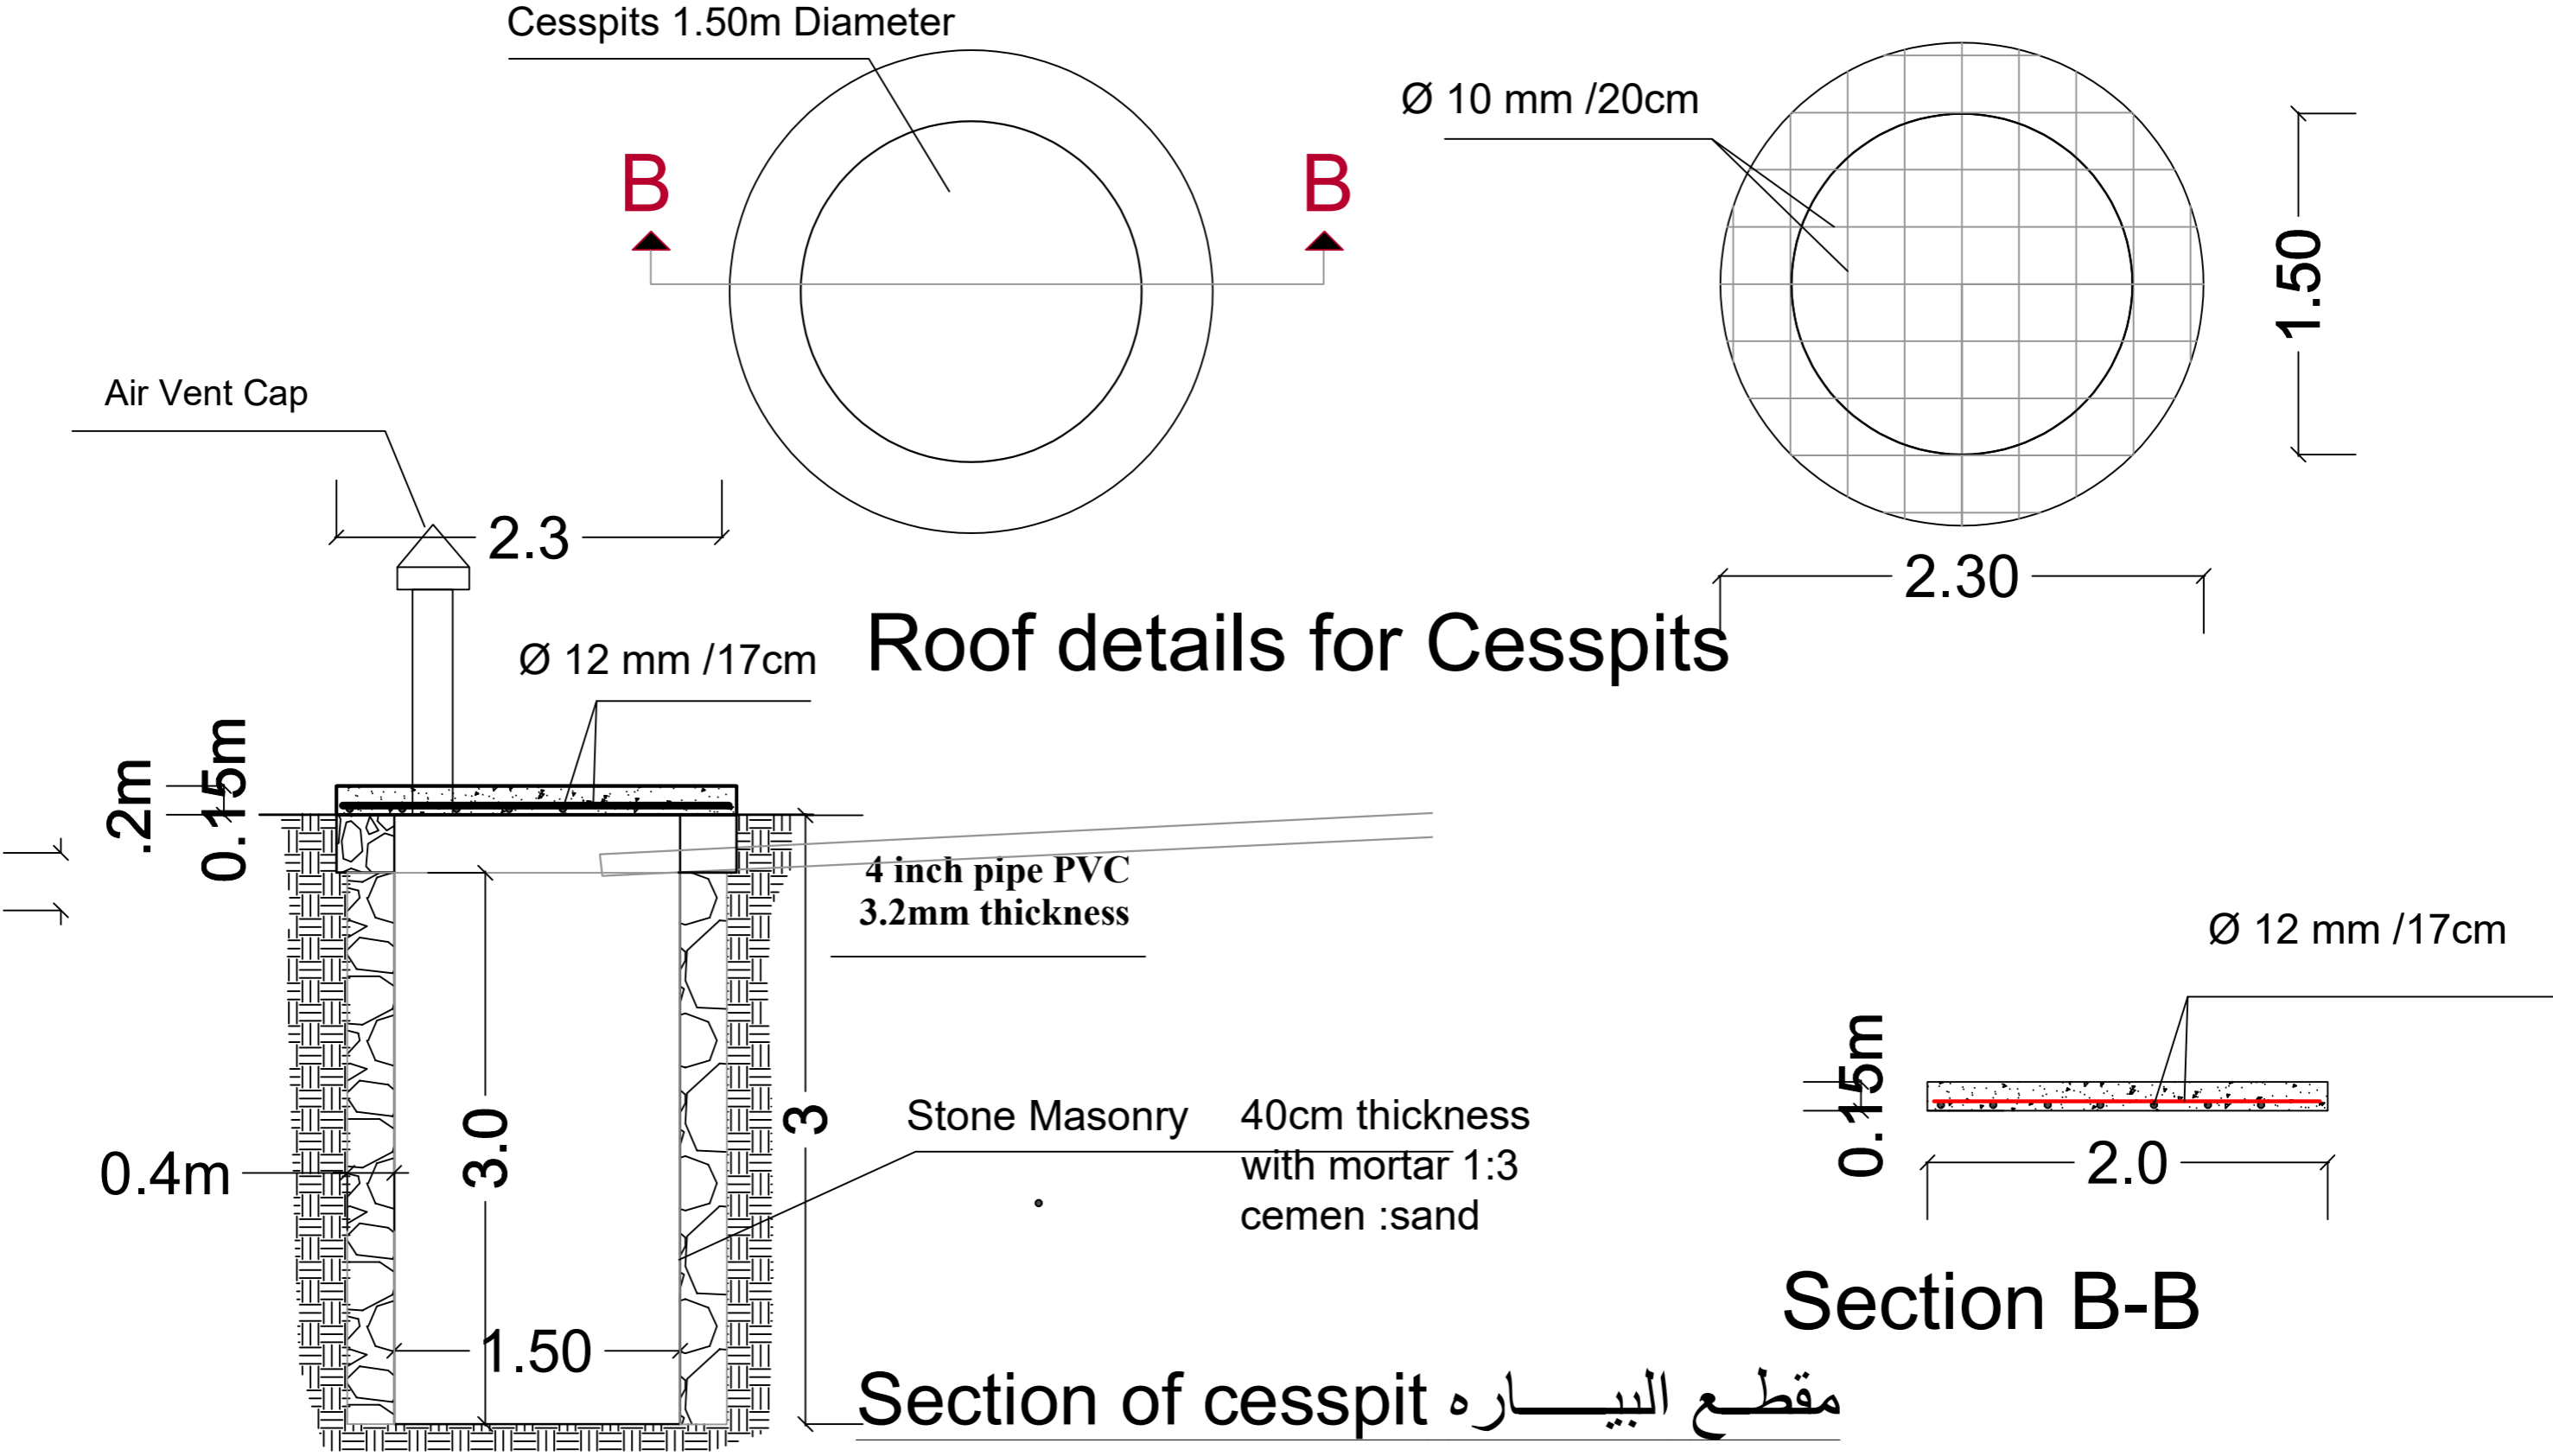 Cesspits 1.50m Diameter
Ø 10 mm /20cm
B
B
1.50
Air Vent Cap
2.3
2.30
Roof details for Cesspits
Ø 12 mm /17cm
.2m
0.15m
4 inch pipe PVC
3.2mm thickness
Ø 12 mm /17cm
0.15m
2.0
3.0
3
0.4m
Stone Masonry 40cm thickness
with mortar 1:3
cemen :sand
1.50
Section B-B
Section of cesspit مقطـع البيــــاره